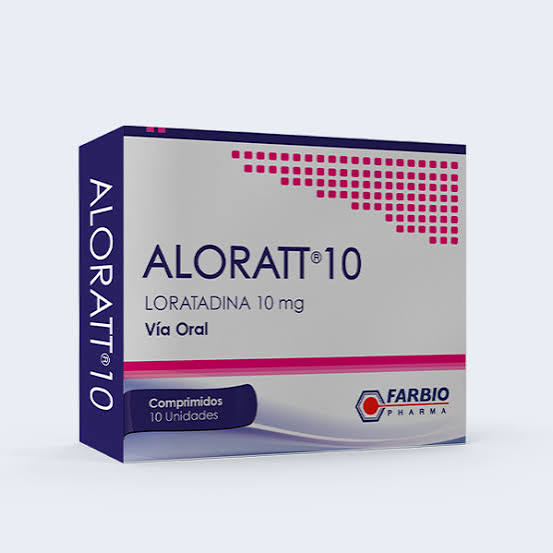 ALORATT®10
ALORATT®10
LORATADINA 10 mg
Vía Oral
Comprimidos
10 Unidades
FARBIO
PHARMA